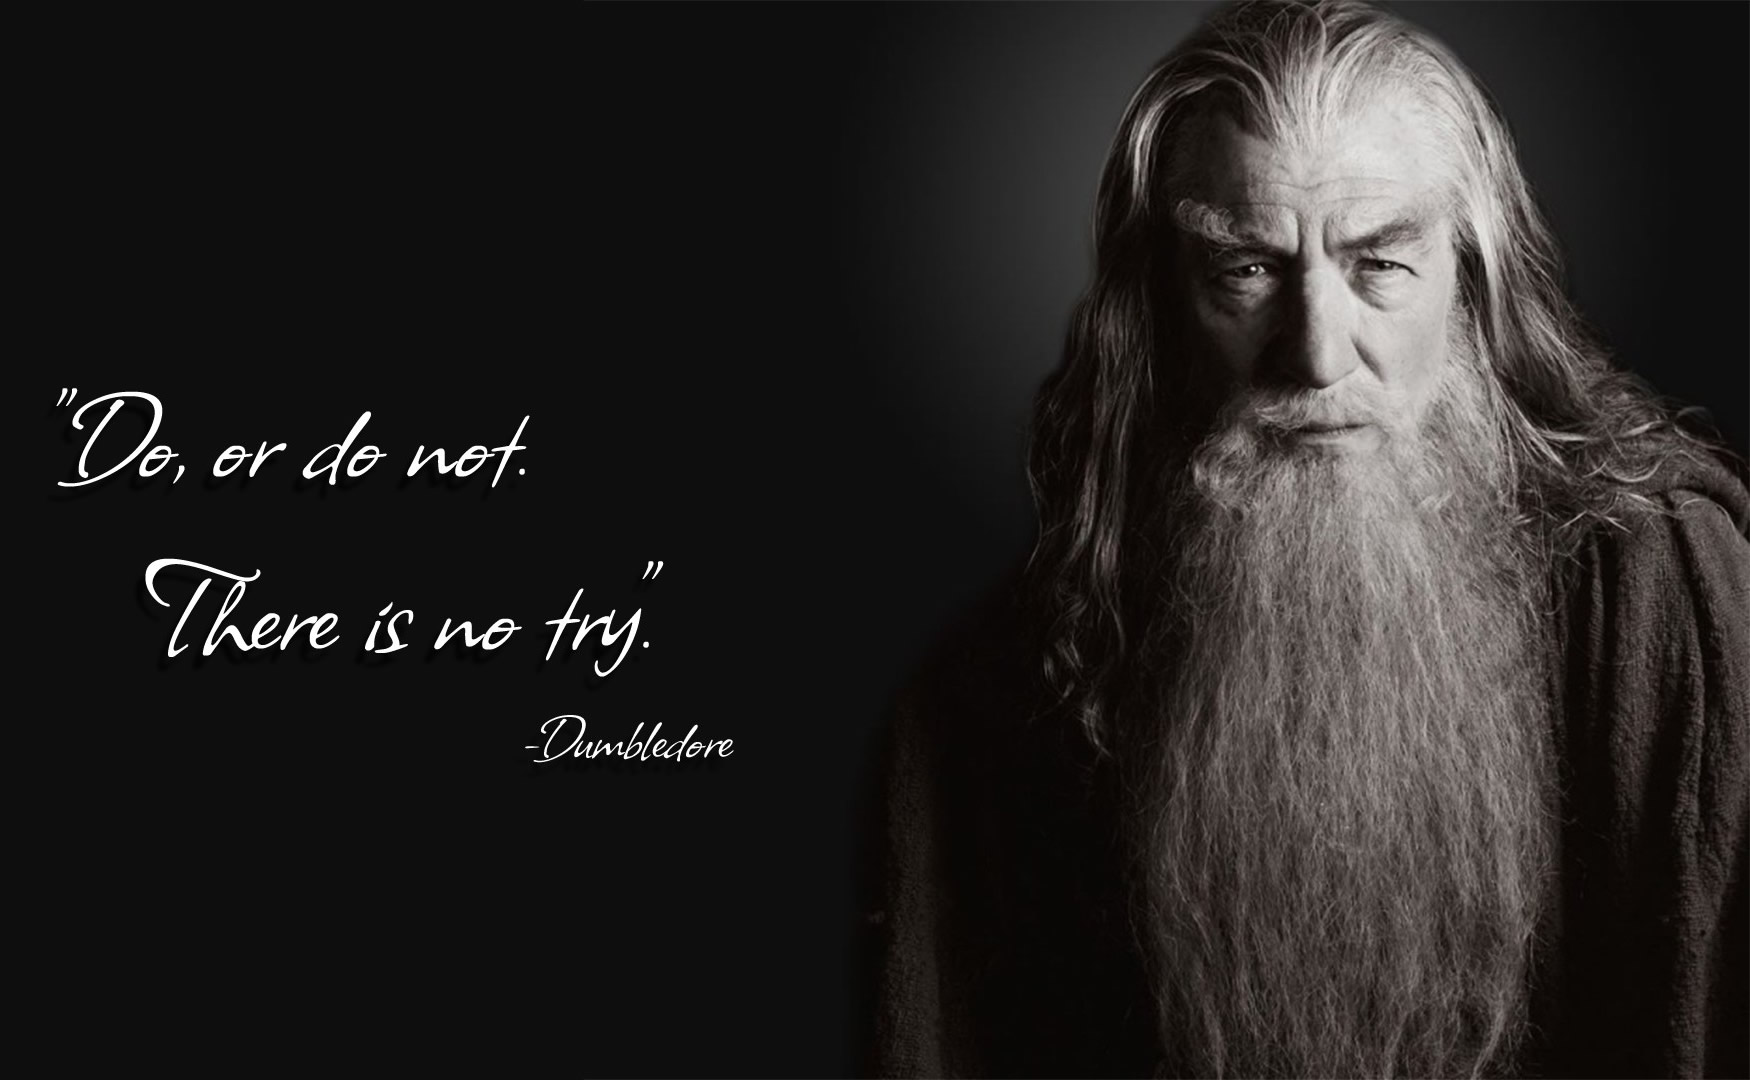 "Do, or do not.
There is no try."
-Dumbledore